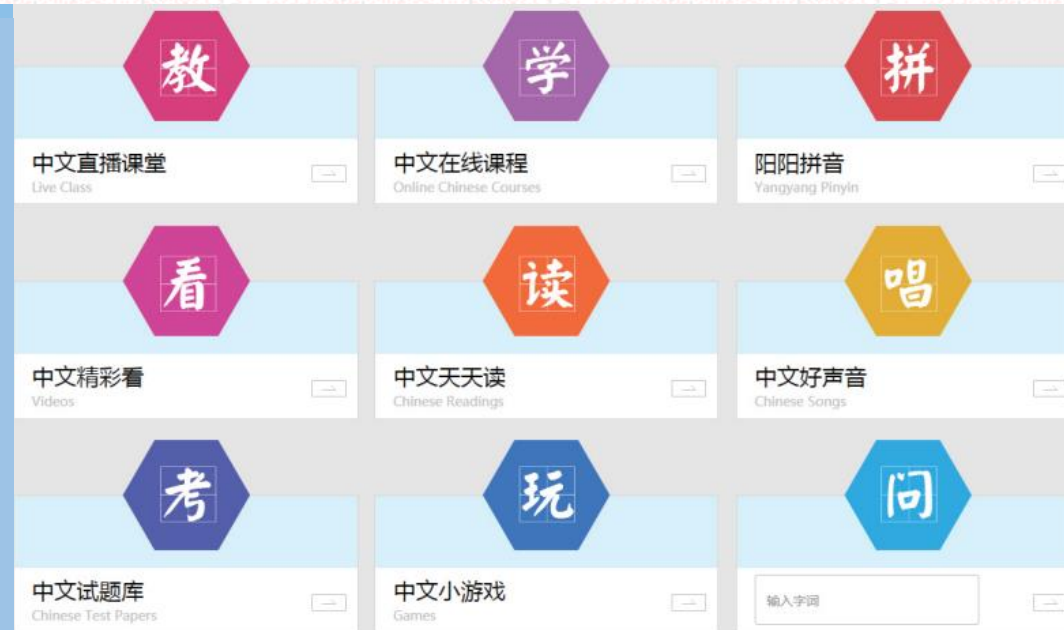 教
中文直播课堂
Live Class
学
中文在线课程
Online Chinese Courses
拼
阳阳拼音
Yangyang Pinyin
看
中文精彩看
Videos
读
中文天天读
Chinese Readings
唱
中文好声音
Chinese Songs
考
中文试题库
Chinese Test Papers
玩
中文小游戏
Games
问
输入字词